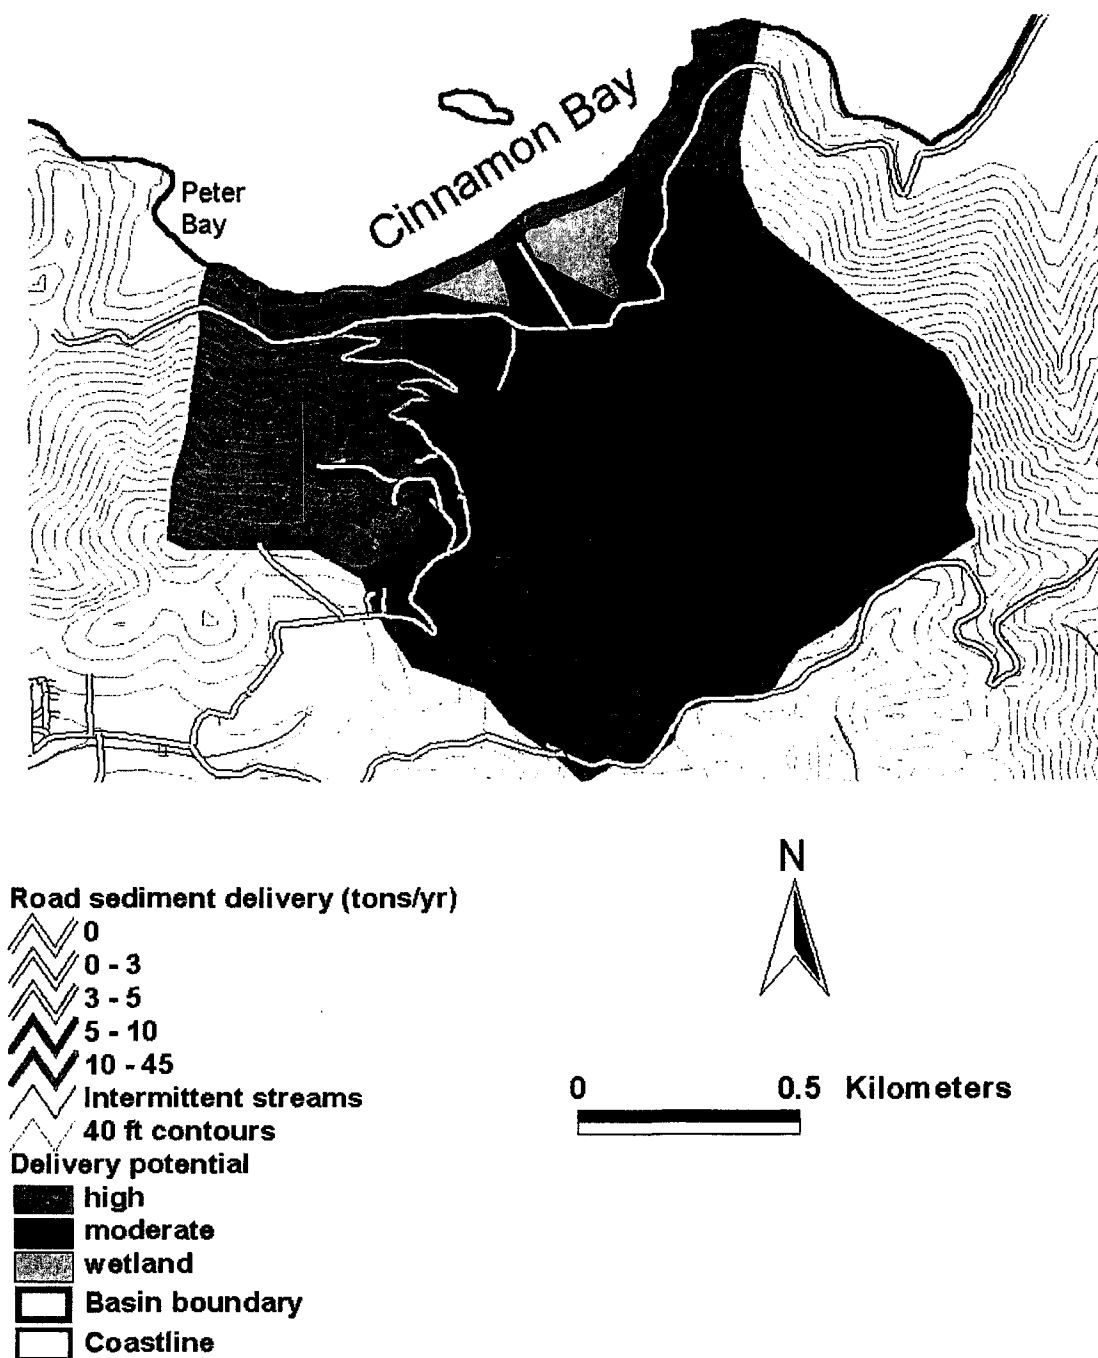 Cinnamon Bay
Peter
Bay
N
Road sediment delivery (tons/yr)
0
0 - 3
3 - 5
5 - 10
10 - 45
Intermittent streams
40 ft contours
Delivery potential
high
moderate
wetland
Basin boundary
Coastline
0 0.5 Kilometers